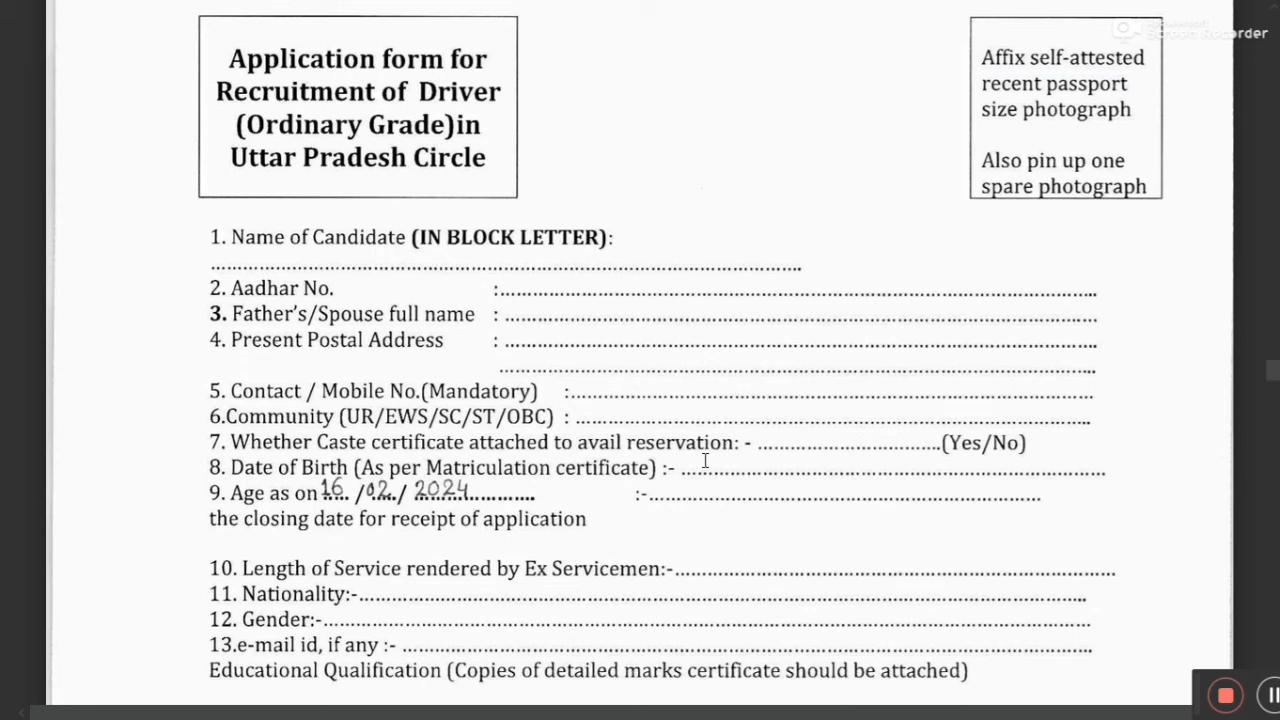 Application form for
Recruitment of Driver
(Ordinary Grade)in
Uttar Pradesh Circle
Affix self-attested
recent passport
size photograph
Also pin up one
spare photograph
Screen Recorder
1. Name of Candidate (IN BLOCK LETTER):
2. Aadhar No. :
3. Father's/Spouse full name :
4. Present Postal Address :
5. Contact / Mobile No.(Mandatory) :
6.Community (UR/EWS/SC/ST/OBC) :
7. Whether Caste certificate attached to avail reservation: - (Yes/No)
8. Date of Birth (As per Matriculation certificate) :-
9. Age as on 16 /02/ 2024 :-
the closing date for receipt of application
10. Length of Service rendered by Ex Servicemen:-
11. Nationality:-
12. Gender:-
13.e-mail id, if any :-
Educational Qualification (Copies of detailed marks certificate should be attached)